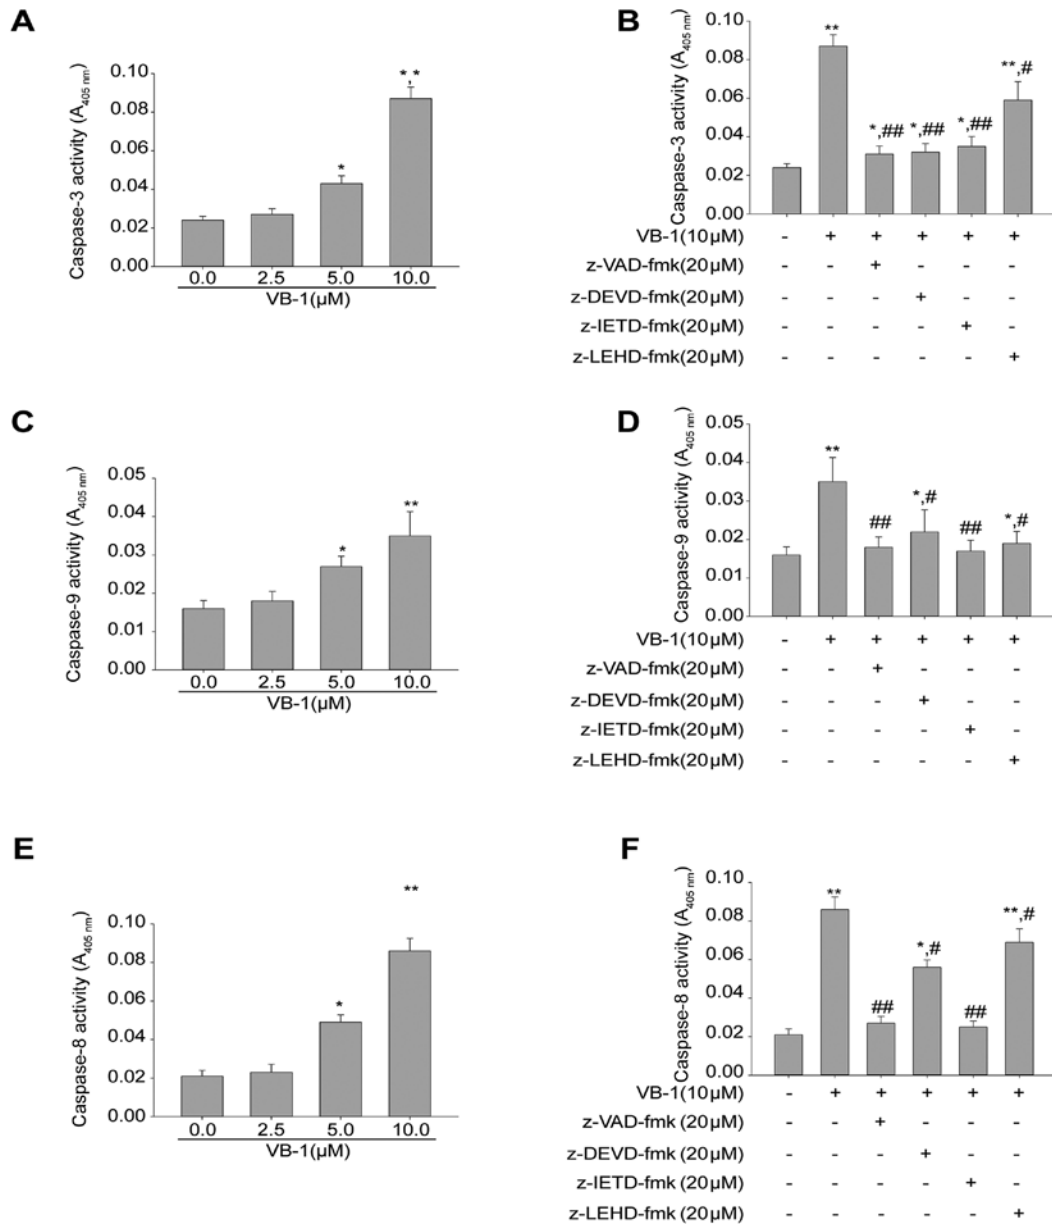 A
Caspase-3 activity (A405 nm)
0.10
0.08
0.06
0.04
0.02
0.00
*
*,*
0.0 2.5 5.0 10.0
VB-1(µM)
B
Caspase-3 activity (A405 nm)
0.10
0.08
0.06
0.04
0.02
0.00
** *,## *,## *,## **,#
VB-1(10µM) - + + + + +
z-VAD-fmk(20µM) - - + - - -
z-DEVD-fmk(20µM) - - - + - -
z-IETD-fmk(20µM) - - - - + -
z-LEHD-fmk(20µM) - - - - - +
C
Caspase-9 activity (A405 nm)
0.05
0.04
0.03
0.02
0.01
0.00
* **
0.0 2.5 5.0 10.0
VB-1(µM)
D
Caspase-9 activity (A405 nm)
0.05
0.04
0.03
0.02
0.01
0.00
** ## *,# ## *,#
VB-1(10µM) - + + + + +
z-VAD-fmk(20µM) - - + - - -
z-DEVD-fmk(20µM) - - - + - -
z-IETD-fmk(20µM) - - - - + -
z-LEHD-fmk(20µM) - - - - - +
E
Caspase-8 activity (A405 nm)
0.10
0.08
0.06
0.04
0.02
0.00
* **
0.0 2.5 5.0 10.0
VB-1(µM)
F
Caspase-8 activity (A405 nm)
0.10
0.08
0.06
0.04
0.02
0.00
** ## *,# ## **,#
VB-1(10µM) - + + + + +
z-VAD-fmk (20µM) - - + - - -
z-DEVD-fmk (20µM) - - - + - -
z-IETD-fmk (20µM) - - - - + -
z-LEHD-fmk (20µM) - - - - - +